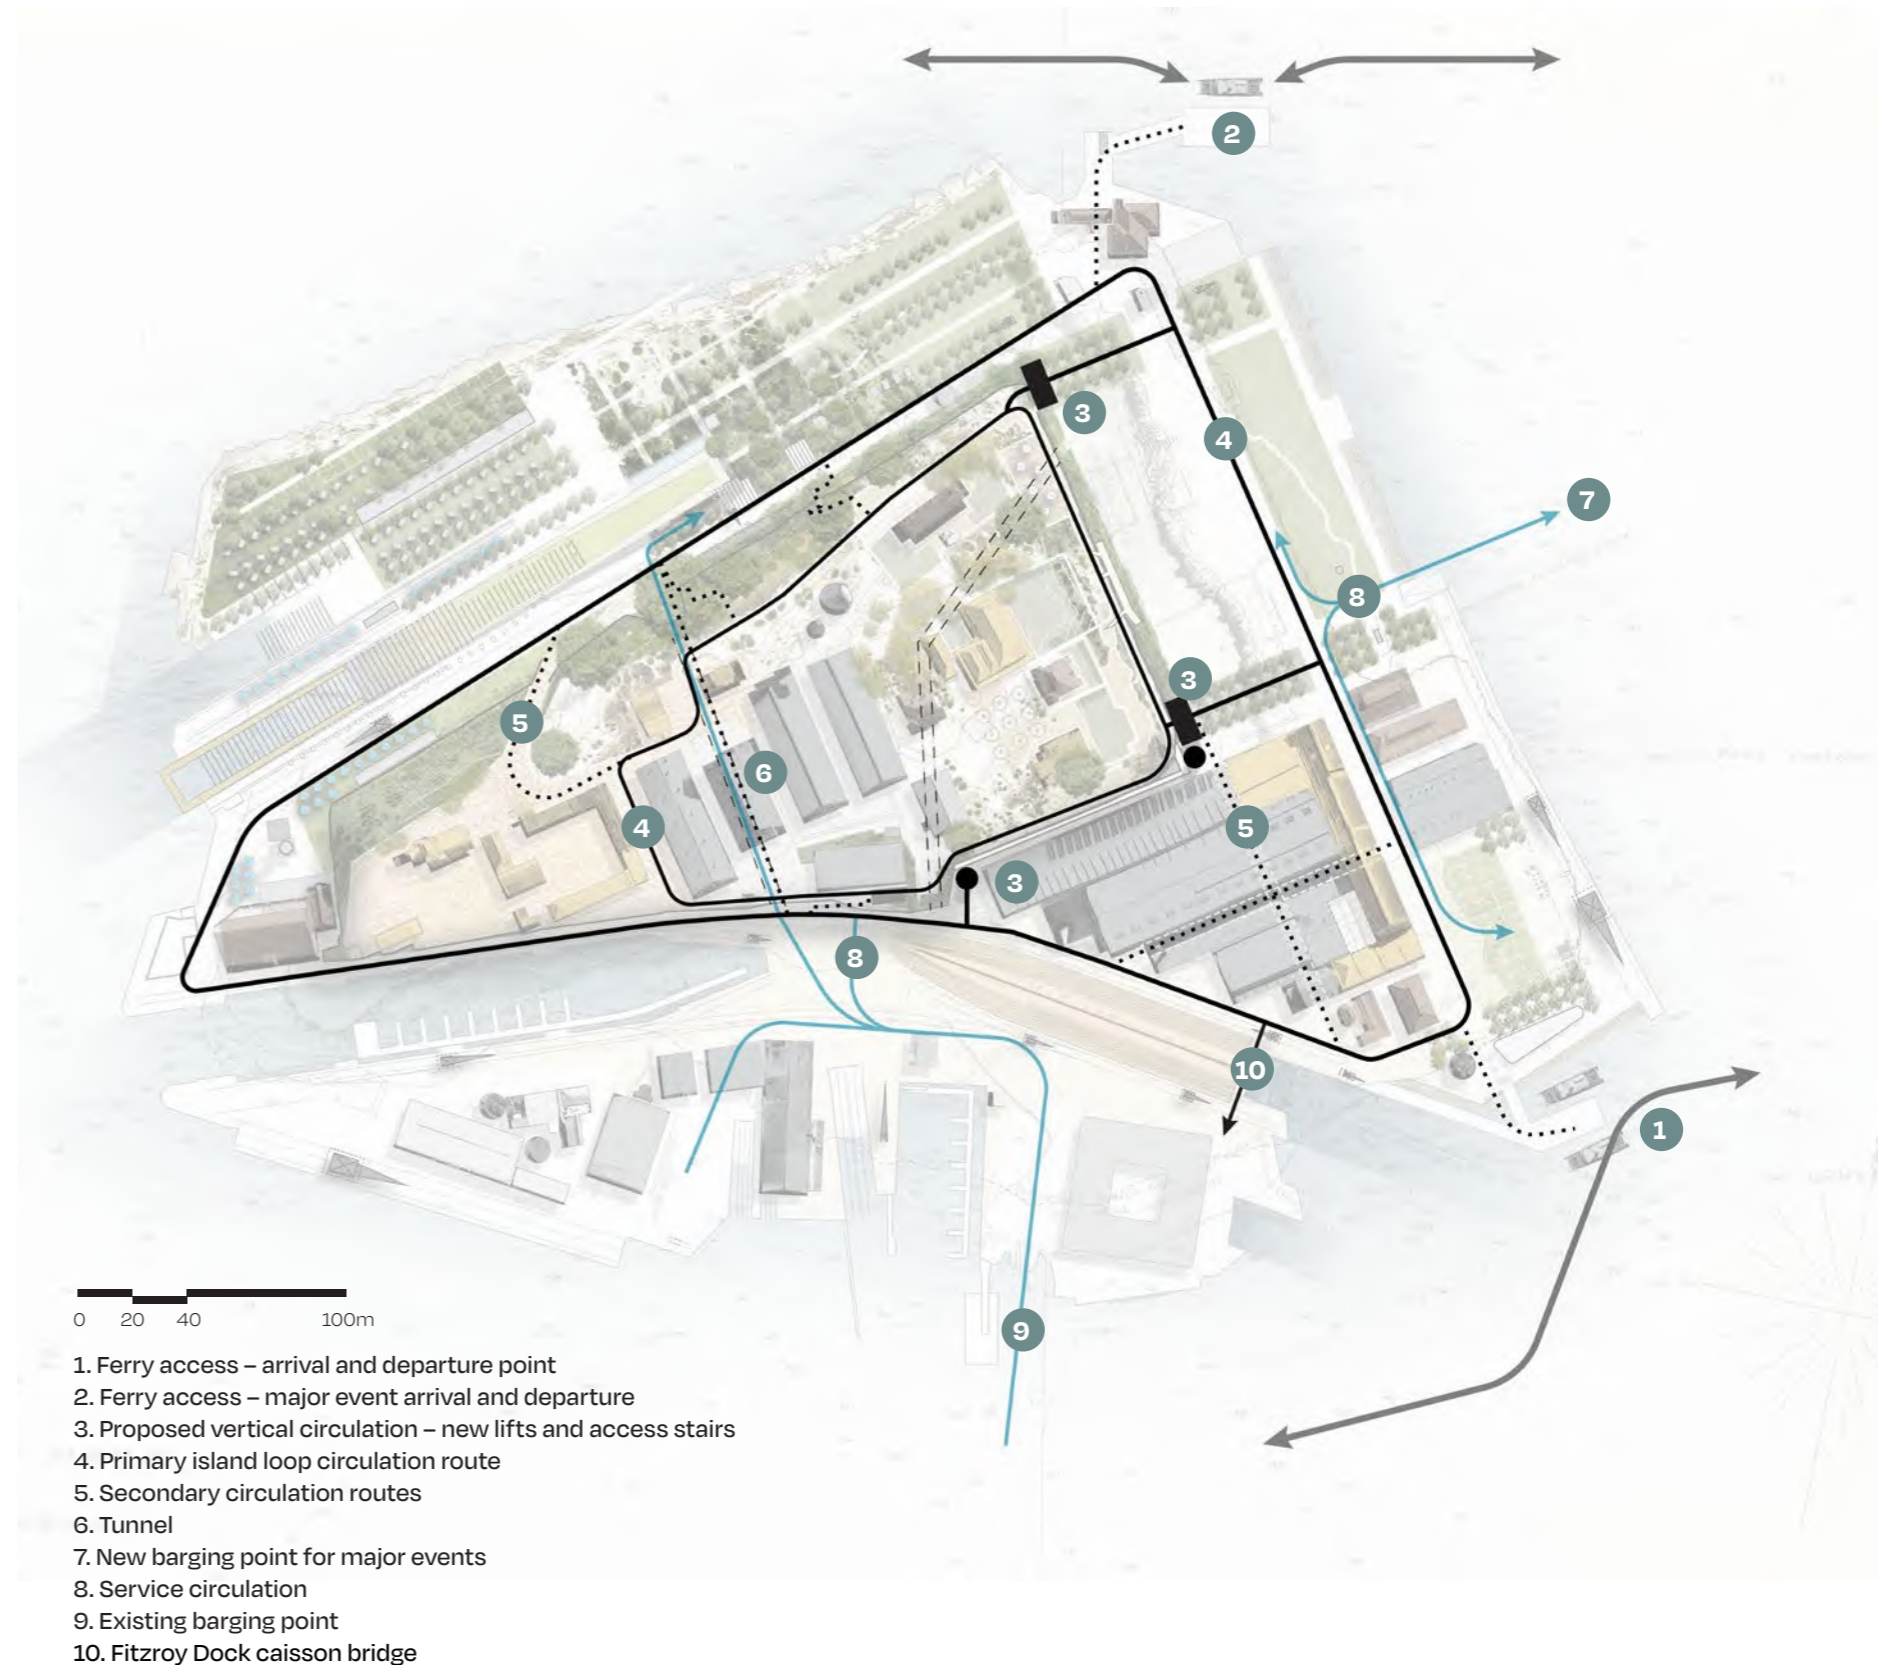 2
3
4
7
8
3
5
6
4
5
3
8
10
1
9
0 20 40 100m
1. Ferry access – arrival and departure point
2. Ferry access – major event arrival and departure
3. Proposed vertical circulation – new lifts and access stairs
4. Primary island loop circulation route
5. Secondary circulation routes
6. Tunnel
7. New barging point for major events
8. Service circulation
9. Existing barging point
10. Fitzroy Dock caisson bridge